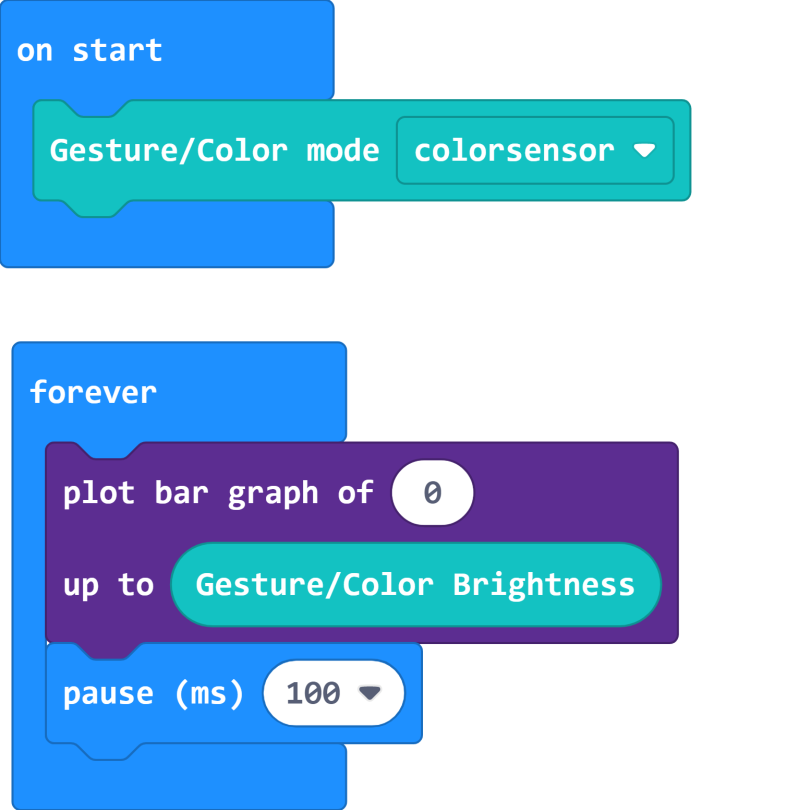 on start
Gesture/Color mode colorsensor
forever
plot bar graph of 0
up to Gesture/Color Brightness
pause (ms) 100